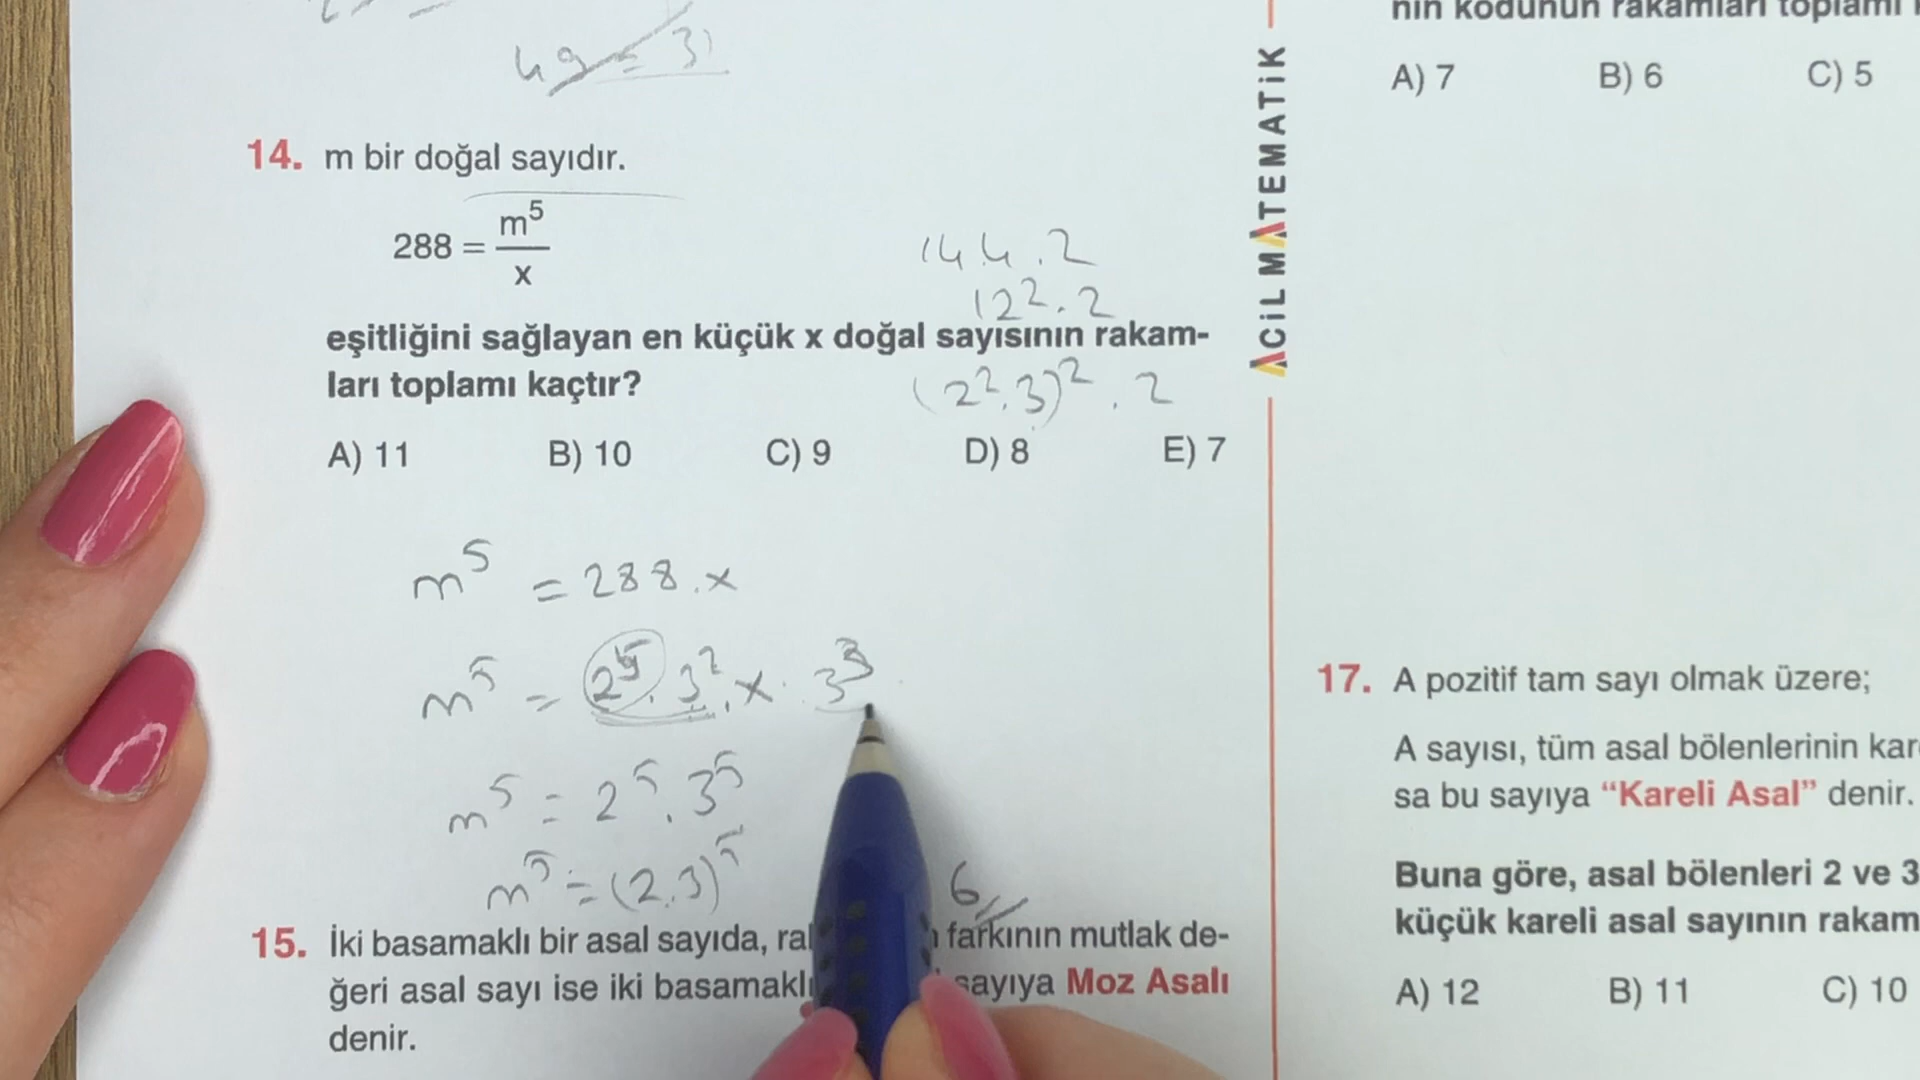 49 = 3
14. m bir doğal sayıdır.
288 = m⁵ / x
144.2
12².2
eşitliğini sağlayan en küçük x doğal sayısının rakam-
ları toplamı kaçtır?
(2².3)².2
A) 11 B) 10 C) 9 D) 8 E) 7
m⁵ = 288.x
m⁵ = 2⁵.3².x.3³
m⁵ = 2⁵.3⁵
m⁵ = (2.3)⁵
6
15. İki basamaklı bir asal sayıda, farkının mutlak de-
ğeri asal sayı ise iki basamaklı sayıya Moz Asalı
denir.
ACİL MATEMATİK
nin kodunun rakamları toplamı
A) 7 B) 6 C) 5
17. A pozitif tam sayı olmak üzere;
A sayısı, tüm asal bölenlerinin
sa bu sayıya “Kareli Asal” denir.
Buna göre, asal bölenleri 2 ve 3
küçük kareli asal sayının rakam
A) 12 B) 11 C) 10